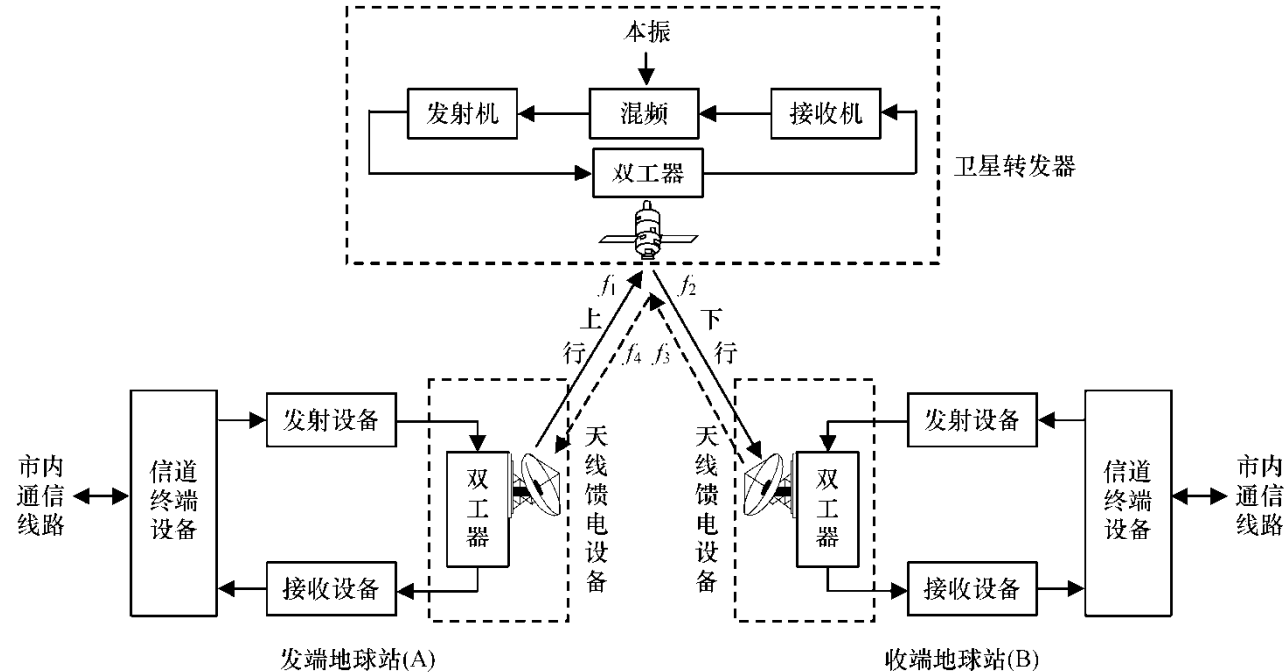 本振
发射机
混频
接收机
双工器
卫星转发器
f1
f2
上行
下行
f4
f3
市内
通信
线路
信道
终端
设备
发射设备
接收设备
双工器
天线馈电设备
天线馈电设备
双工器
发射设备
接收设备
信道
终端
设备
市内
通信
线路
发端地球站(A)
收端地球站(B)